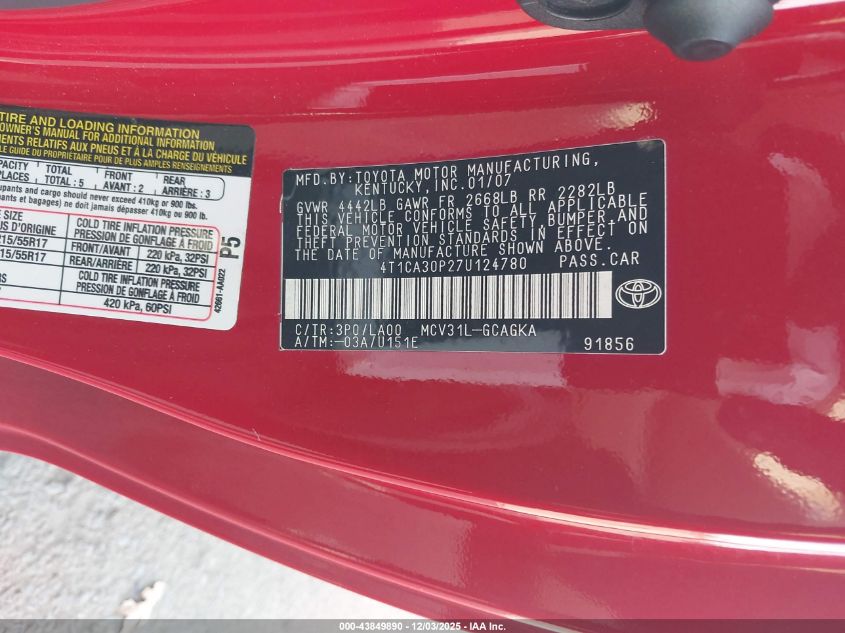 TIRE AND LOADING INFORMATION
OWNER'S MANUAL FOR ADDITIONAL INFORMATION
RELATIFS AUX PNEUS ET À LA CHARGE DU VÉHICULE
LE GUIDE DU PROPRIÉTAIRE POUR PLUS DE RENSEIGNEMENTS
TOTAL FRONT REAR
TOTAL : 5 AVANT : 2 ARRIÈRE : 3
and cargo should never exceed 410kg or 900 lbs.
et bagages) ne doit jamais dépasser 410kg ou 900 lb.
SIZE COLD TIRE INFLATION PRESSURE
D'ORIGINE PRESSION DE GONFLAGE À FROID
15/55R17 FRONT/AVANT 220 kPa, 32PSI
15/55R17 REAR/ARRIÈRE 220 kPa, 32PSI
COLD TIRE INFLATION PRESSURE
PRESSION DE GONFLAGE À FROID
420 kPa, 60PSI
P5
42661-AA022
MFD.BY:TOYOTA MOTOR MANUFACTURING,
KENTUCKY,INC.01/07
GVWR 4442LB GAWR FR 2668LB RR 2282LB
THIS VEHICLE CONFORMS TO ALL APPLICABLE
FEDERAL MOTOR VEHICLE SAFETY,BUMPER,AND
THEFT PREVENTION STANDARDS IN EFFECT ON
THE DATE OF MANUFACTURE SHOWN ABOVE.
4T1CA30P27U124780 PASS.CAR
C/TR:3P0/LA00 MCV31L-GCAGKA
A/TM:-03A/U151E 91856
000-43849890 - 12/03/2025 - IAA Inc.